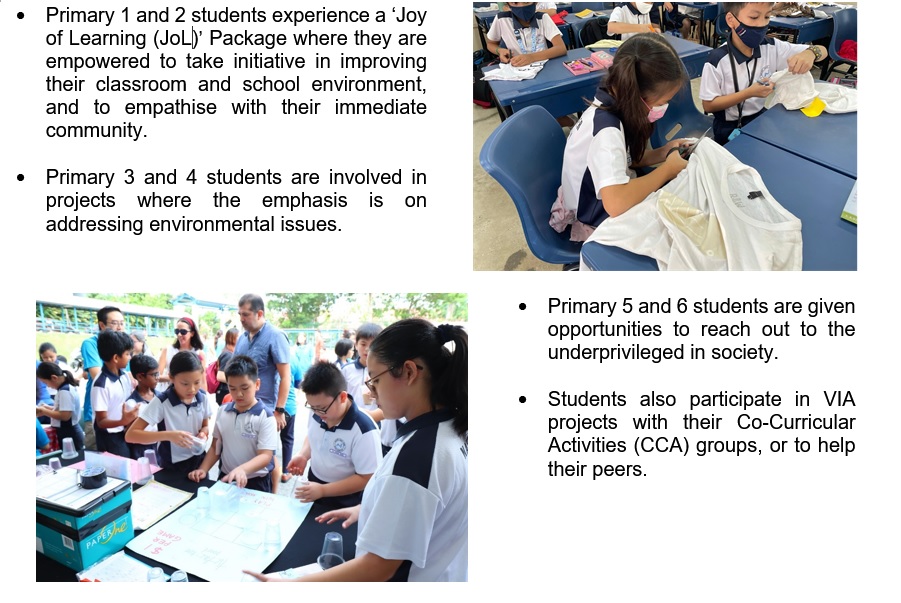 • Primary 1 and 2 students experience a ‘Joy
of Learning (JoL)’ Package where they are
empowered to take initiative in improving
their classroom and school environment,
and to empathise with their immediate
community.
• Primary 3 and 4 students are involved in
projects where the emphasis is on
addressing environmental issues.
• Primary 5 and 6 students are given
opportunities to reach out to the
underprivileged in society.
• Students also participate in VIA
projects with their Co-Curricular
Activities (CCA) groups, or to help
their peers.
PAPER
$1
PER
GAME